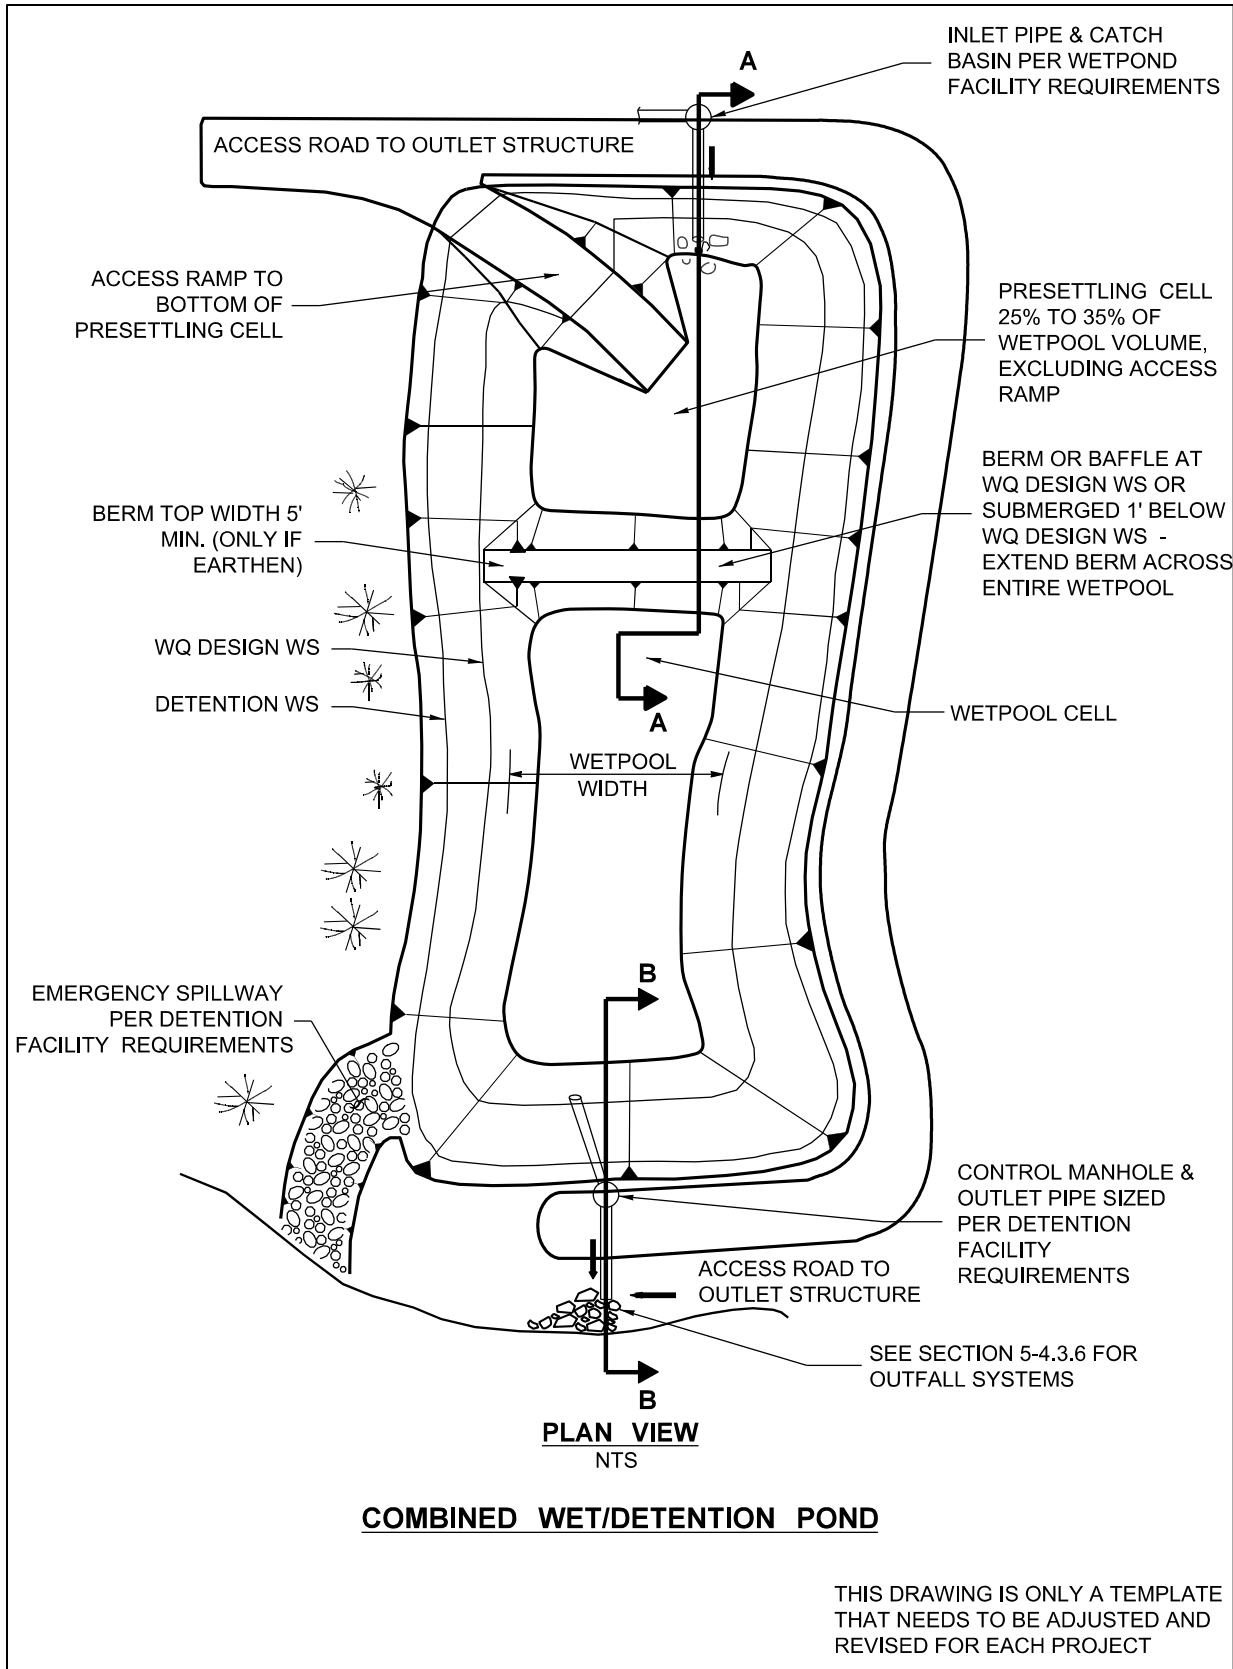 INLET PIPE & CATCH
BASIN PER WETPOND
FACILITY REQUIREMENTS
A
ACCESS ROAD TO OUTLET STRUCTURE
ACCESS RAMP TO
BOTTOM OF
PRESETTLING CELL
PRESETTLING CELL
25% TO 35% OF
WETPOOL VOLUME,
EXCLUDING ACCESS
RAMP
BERM OR BAFFLE AT
WQ DESIGN WS OR
SUBMERGED 1' BELOW
WQ DESIGN WS -
EXTEND BERM ACROSS
ENTIRE WETPOOL
BERM TOP WIDTH 5'
MIN. (ONLY IF
EARTHEN)
WQ DESIGN WS
DETENTION WS
A
WETPOOL CELL
WETPOOL
WIDTH
B
EMERGENCY SPILLWAY
PER DETENTION
FACILITY REQUIREMENTS
CONTROL MANHOLE &
OUTLET PIPE SIZED
PER DETENTION
FACILITY
REQUIREMENTS
ACCESS ROAD TO
OUTLET STRUCTURE
SEE SECTION 5-4.3.6 FOR
OUTFALL SYSTEMS
B
PLAN VIEW
NTS
COMBINED WET/DETENTION POND
THIS DRAWING IS ONLY A TEMPLATE
THAT NEEDS TO BE ADJUSTED AND
REVISED FOR EACH PROJECT